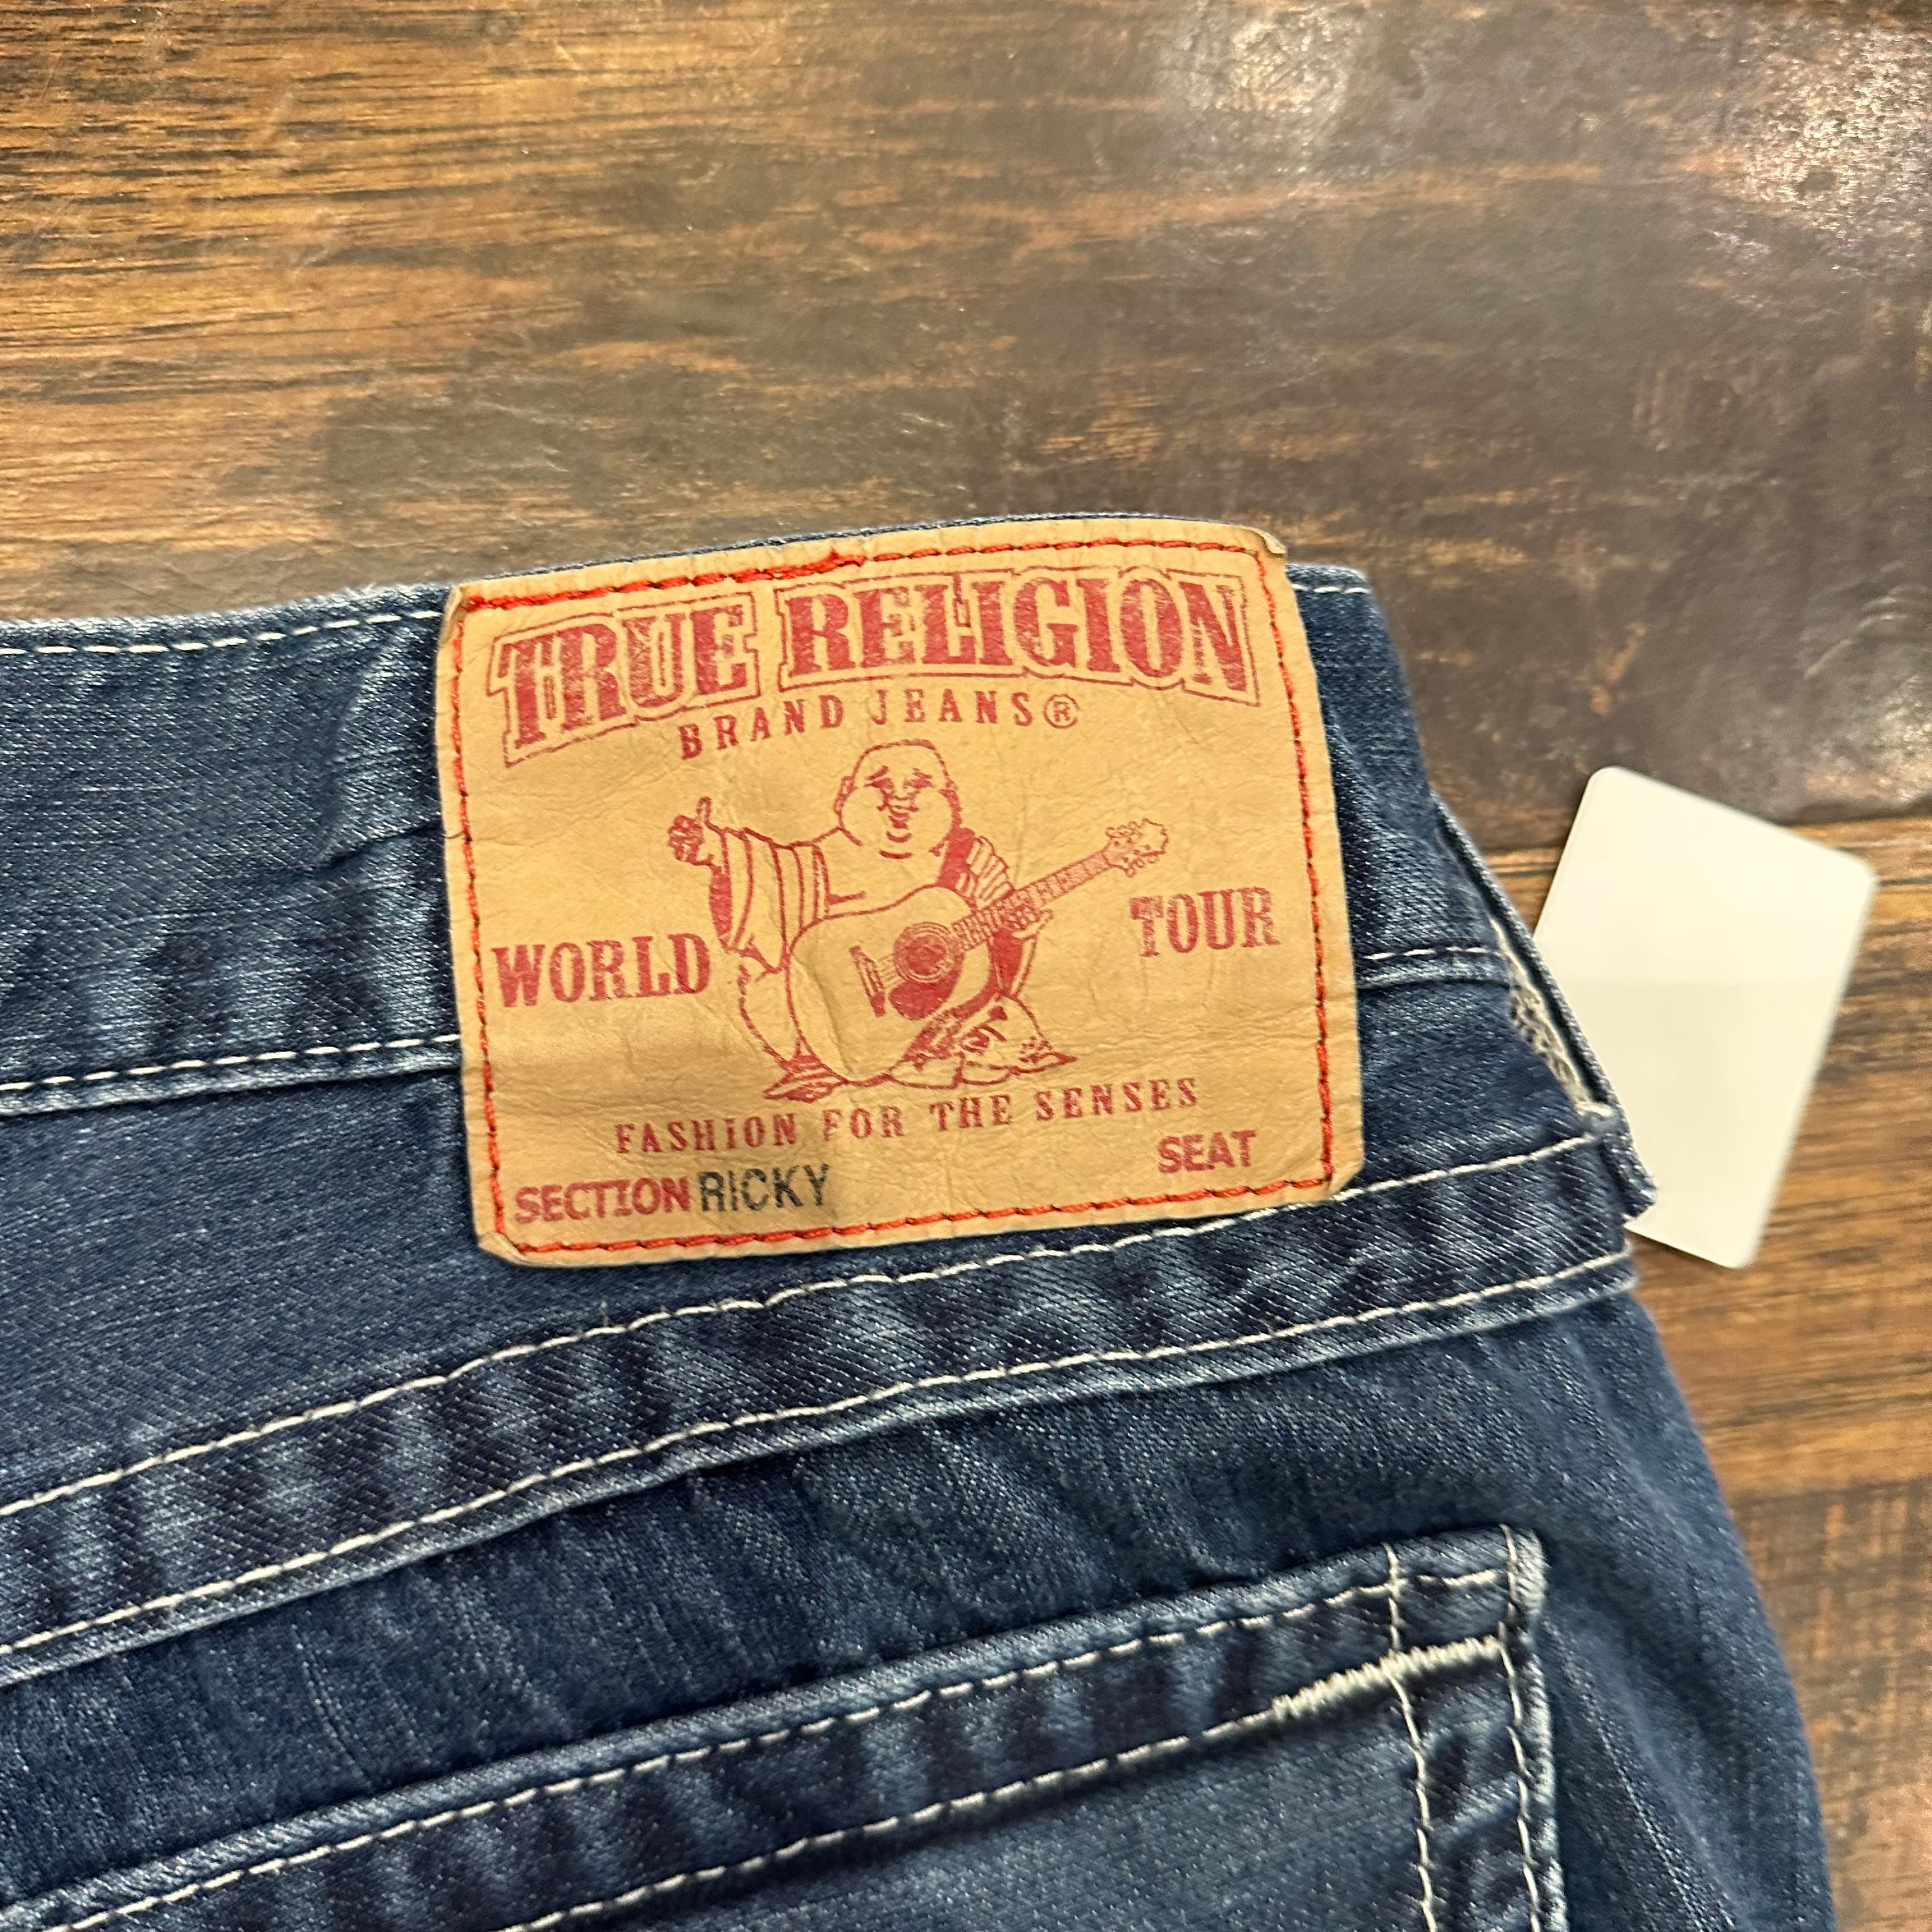 TRUE RELIGION
BRAND JEANS®
WORLD TOUR
FASHION FOR THE SENSES
SECTION RICKY SEAT